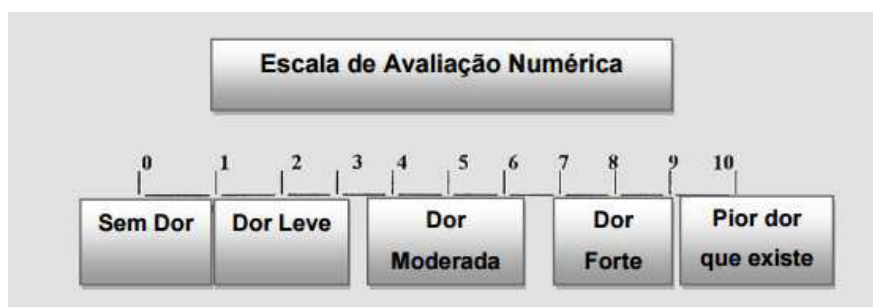 Escala de Avaliação Numérica
0 1 2 3 4 5 6 7 8 9 10
Sem Dor Dor Leve Dor Dor Pior dor
Moderada Forte que existe